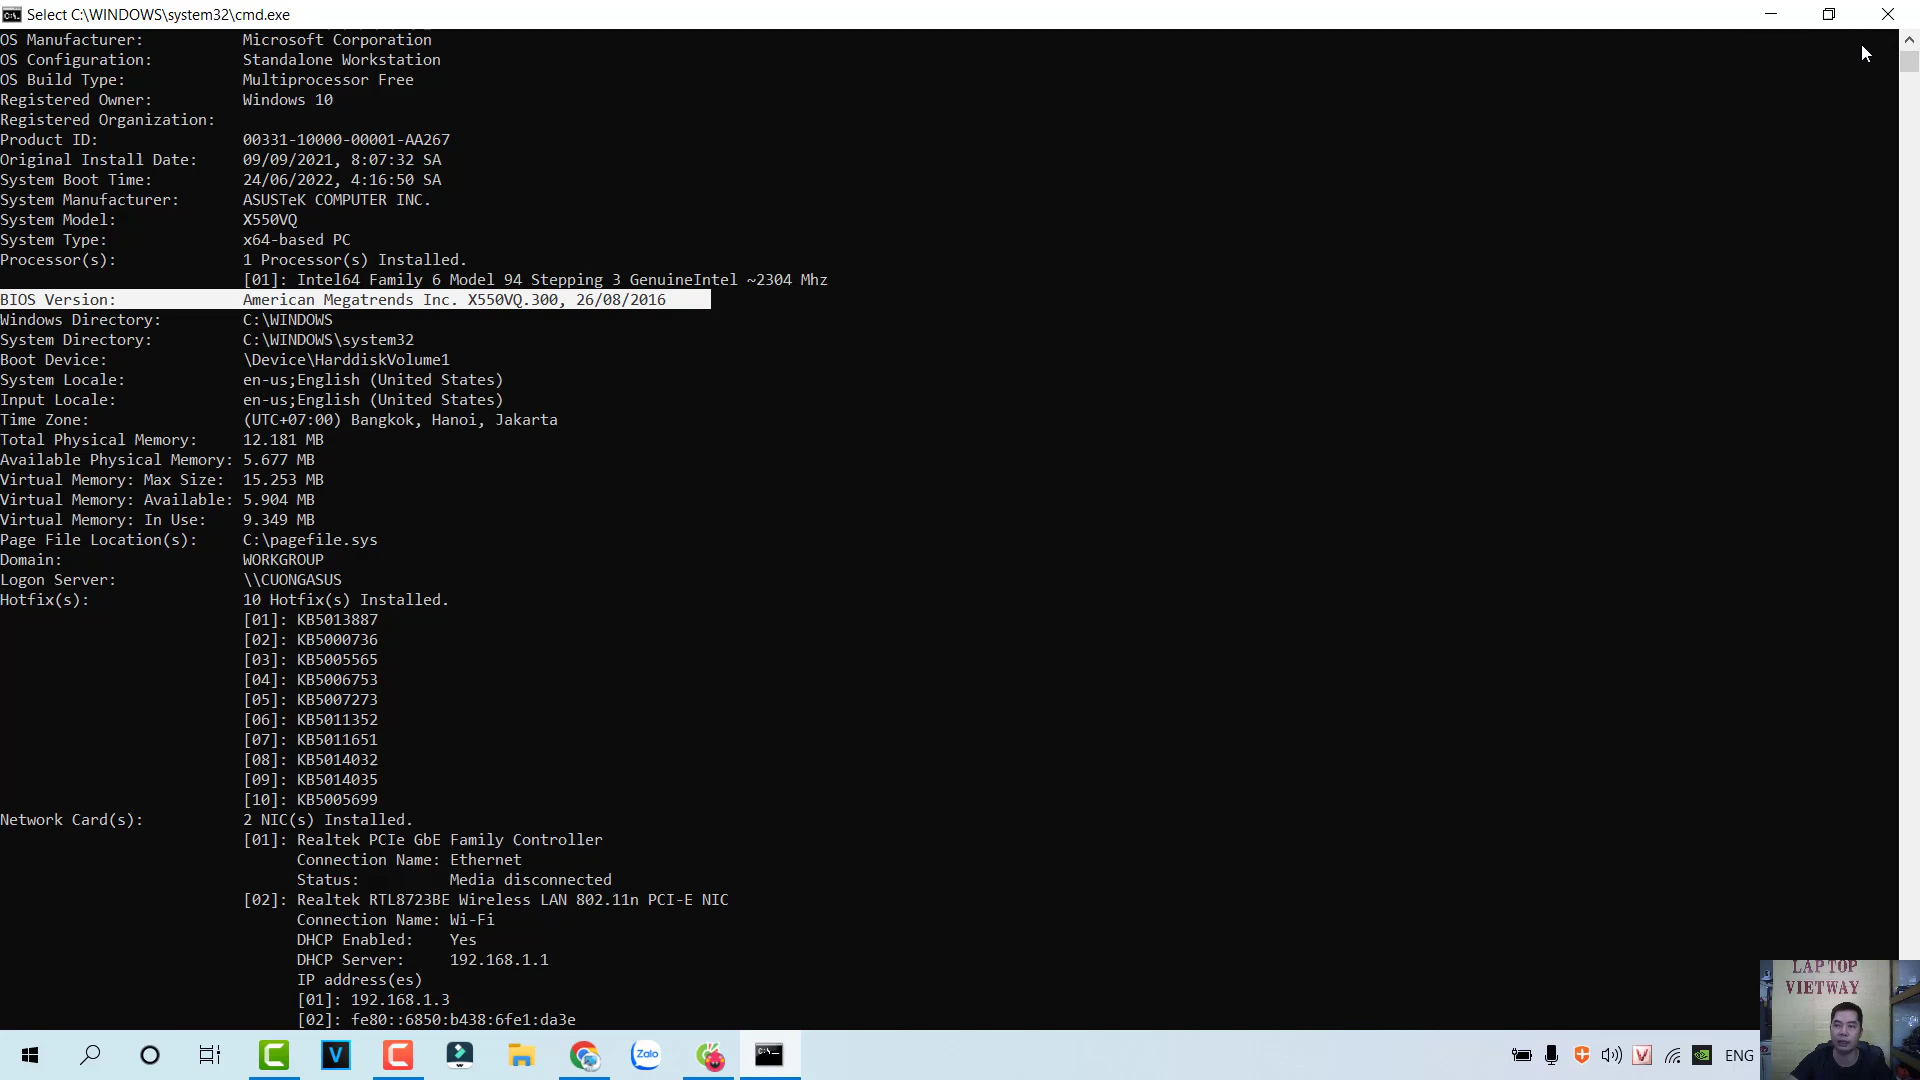 Select C:\WINDOWS\system32\cmd.exe
OS Manufacturer: Microsoft Corporation
OS Configuration: Standalone Workstation
OS Build Type: Multiprocessor Free
Registered Owner: Windows 10
Registered Organization:
Product ID: 00331-10000-00001-AA267
Original Install Date: 09/09/2021, 8:07:32 SA
System Boot Time: 24/06/2022, 4:16:50 SA
System Manufacturer: ASUSTeK COMPUTER INC.
System Model: X550VQ
System Type: x64-based PC
Processor(s): 1 Processor(s) Installed.
[01]: Intel64 Family 6 Model 94 Stepping 3 GenuineIntel ~2304 Mhz
BIOS Version: American Megatrends Inc. X550VQ.300, 26/08/2016
Windows Directory: C:\WINDOWS
System Directory: C:\WINDOWS\system32
Boot Device: \Device\HarddiskVolume1
System Locale: en-us;English (United States)
Input Locale: en-us;English (United States)
Time Zone: (UTC+07:00) Bangkok, Hanoi, Jakarta
Total Physical Memory: 12.181 MB
Available Physical Memory: 5.677 MB
Virtual Memory: Max Size: 15.253 MB
Virtual Memory: Available: 5.904 MB
Virtual Memory: In Use: 9.349 MB
Page File Location(s): C:\pagefile.sys
Domain: WORKGROUP
Logon Server: \\CUONGASUS
Hotfix(s): 10 Hotfix(s) Installed.
[01]: KB5013887
[02]: KB5000736
[03]: KB5005565
[04]: KB5006753
[05]: KB5007273
[06]: KB5011352
[07]: KB5011651
[08]: KB5014032
[09]: KB5014035
[10]: KB5005699
Network Card(s): 2 NIC(s) Installed.
[01]: Realtek PCIe GbE Family Controller
Connection Name: Ethernet
Status: Media disconnected
[02]: Realtek RTL8723BE Wireless LAN 802.11n PCI-E NIC
Connection Name: Wi-Fi
DHCP Enabled: Yes
DHCP Server: 192.168.1.1
IP address(es)
[01]: 192.168.1.3
[02]: fe80::6850:b438:6fe1:da3e
LAPTOP
VIETWAY
Zalo
ENG